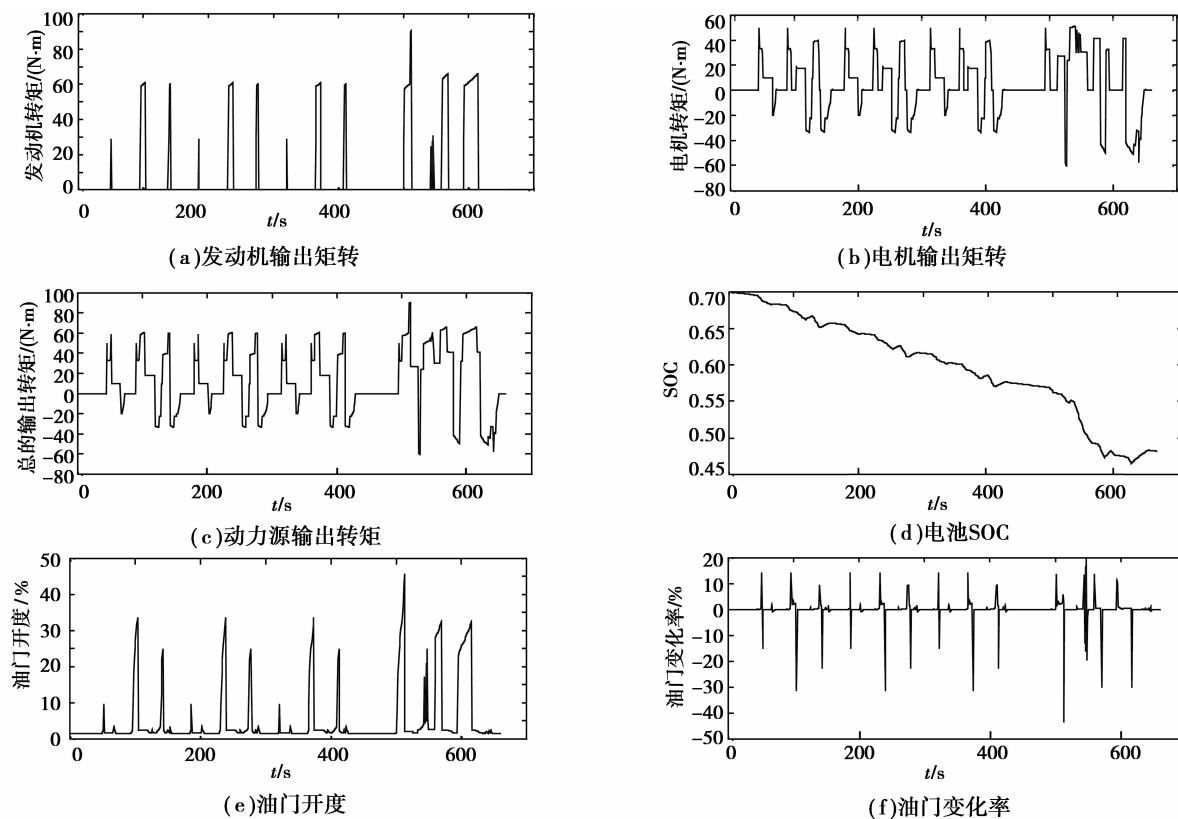 发动机转矩/(N·m)
100
80
60
40
20
0
0 200 400 600
t/s
(a)发动机输出矩转
电机转矩/(N·m)
60
40
20
0
−20
−40
−60
−80
0 200 400 600
t/s
(b)电机输出矩转
总的输出转矩/(N·m)
100
80
60
40
20
0
−20
−40
−60
−80
0 200 400 600
t/s
(c)动力源输出转矩
SOC
0.70
0.65
0.60
0.55
0.50
0.45
0 200 400 600
t/s
(d)电池SOC
油门开度/%
50
40
30
20
10
0
0 200 400 600
t/s
(e)油门开度
油门变化率/%
20
10
0
−10
−20
−30
−40
−50
0 200 400 600
t/s
(f)油门变化率